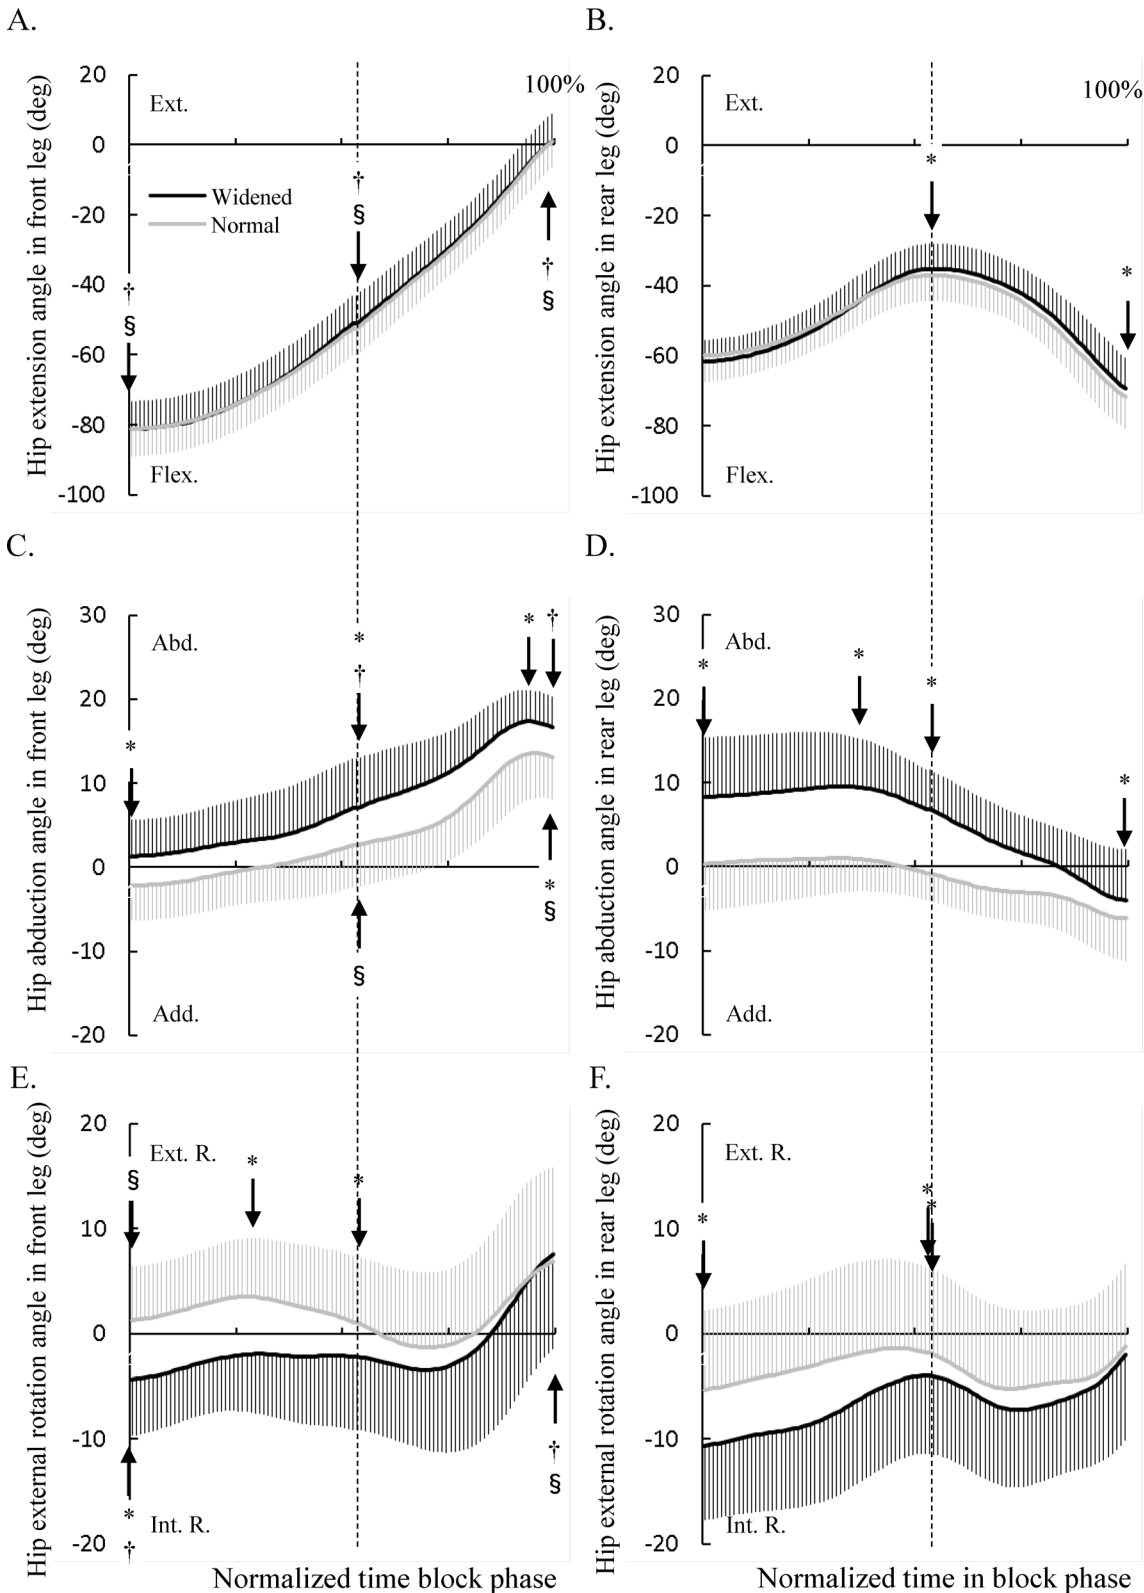 A.
Hip extension angle in front leg (deg)
20
0
-20
-40
-60
-80
-100
Ext.
100%
Widened
Normal
†
§
†
§
†
§
Flex.
B.
Hip extension angle in rear leg (deg)
20
0
-20
-40
-60
-80
-100
Ext.
100%
*
*
Flex.
C.
Hip abduction angle in front leg (deg)
30
20
10
0
-10
-20
Abd.
*
*
†
*
†
*
§
§
Add.
D.
Hip abduction angle in rear leg (deg)
30
20
10
0
-10
-20
Abd.
*
*
*
*
Add.
E.
Hip external rotation angle in front leg (deg)
20
10
0
-10
-20
Ext. R.
§
*
*
*
†
†
§
Int. R.
Normalized time block phase
F.
Hip external rotation angle in rear leg (deg)
20
10
0
-10
-20
Ext. R.
*
*
*
Int. R.
Normalized time in block phase